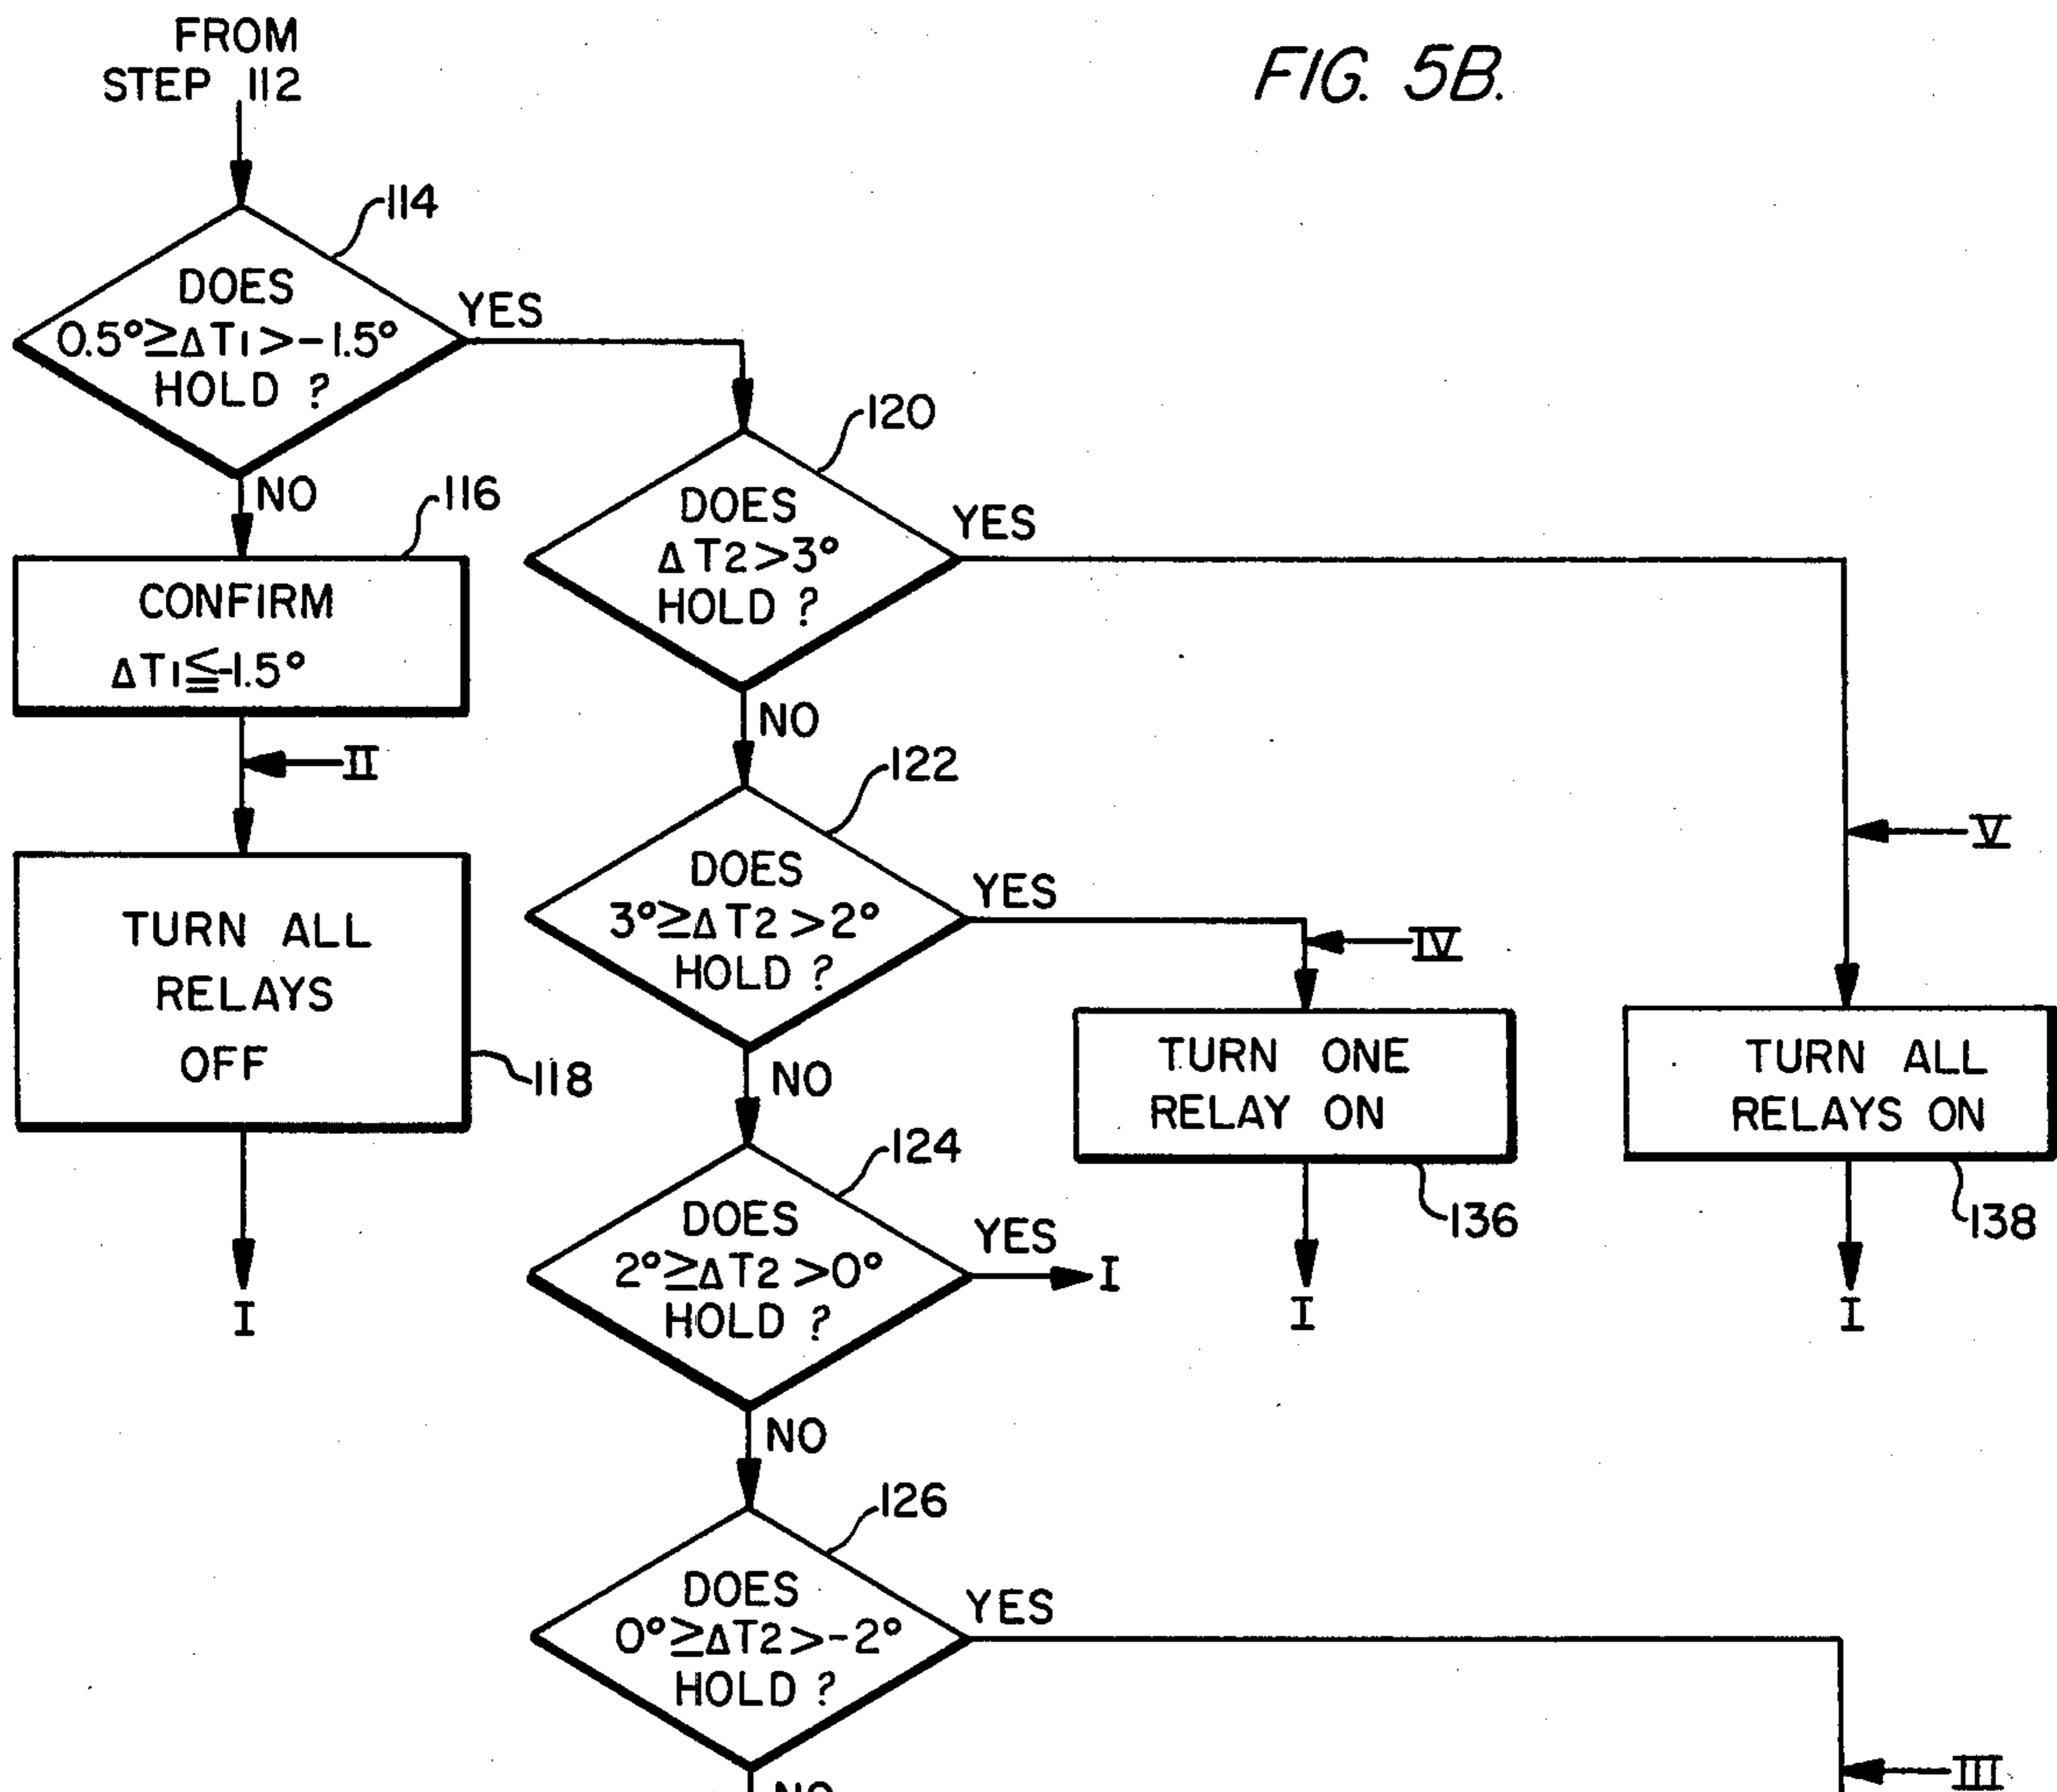 FROM
STEP 112
FIG. 5B.
114
DOES
0.5°≥ΔT1>-1.5°
HOLD ?
YES
NO
116
CONFIRM
ΔT1≦-1.5°
II
TURN ALL
RELAYS
OFF
118
I
120
DOES
ΔT2>3°
HOLD ?
YES
NO
122
DOES
3°≥ΔT2>2°
HOLD ?
YES
NO
IV
TURN ONE
RELAY ON
136
I
V
TURN ALL
RELAYS ON
138
I
124
DOES
2°≥ΔT2>0°
HOLD ?
YES
I
NO
126
DOES
0°≥ΔT2>-2°
HOLD ?
YES
III
NO